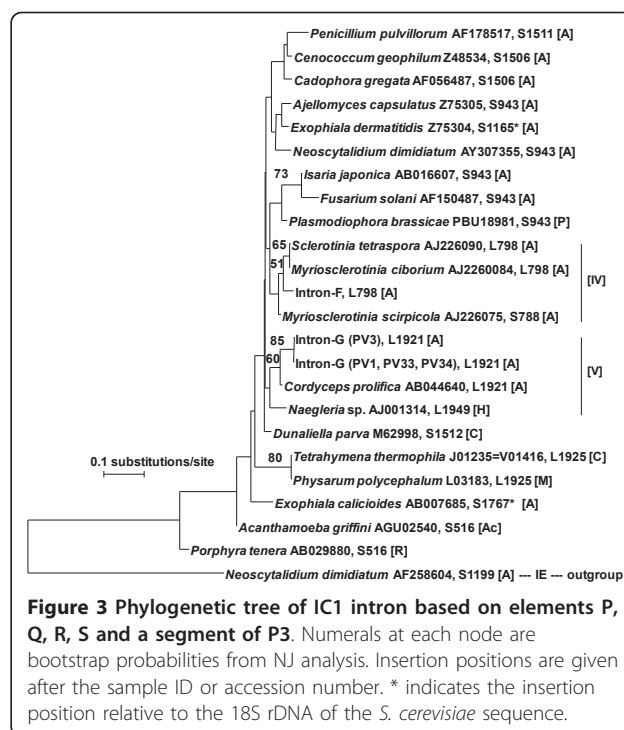 Penicillium pulvillorum AF178517, S1511 [A]
Cenococcum geophilum Z48534, S1506 [A]
Cadophora gregata AF056487, S1506 [A]
Ajellomyces capsulatus Z75305, S943 [A]
Exophiala dermatitidis Z75304, S1165* [A]
Neoscytalidium dimidiatum AY307355, S943 [A]
73
Isaria japonica AB016607, S943 [A]
Fusarium solani AF150487, S943 [A]
Plasmodiophora brassicae PBU18981, S943 [P]
65
Sclerotinia tetraspora AJ226090, L798 [A]
51
Myriosclerotinia ciborium AJ2260084, L798 [A]
[IV]
Intron-F, L798 [A]
Myriosclerotinia scirpicola AJ226075, S788 [A]
85
Intron-G (PV3), L1921 [A]
60
Intron-G (PV1, PV33, PV34), L1921 [A]
[V]
Cordyceps prolifica AB044640, L1921 [A]
Naegleria sp. AJ001314, L1949 [H]
Dunaliella parva M62998, S1512 [C]
0.1 substitutions/site
80
Tetrahymena thermophila J01235=V01416, L1925 [C]
Physarum polycephalum L03183, L1925 [M]
Exophiala calicioides AB007685, S1767* [A]
Acanthamoeba griffini AGU02540, S516 [Ac]
Porphyra tenera AB029880, S516 [R]
Neoscytalidium dimidiatum AF258604, S1199 [A] --- IE --- outgroup
Figure 3 Phylogenetic tree of IC1 intron based on elements P,
Q, R, S and a segment of P3. Numerals at each node are
bootstrap probabilities from NJ analysis. Insertion positions are given
after the sample ID or accession number. * indicates the insertion
position relative to the 18S rDNA of the S. cerevisiae sequence.